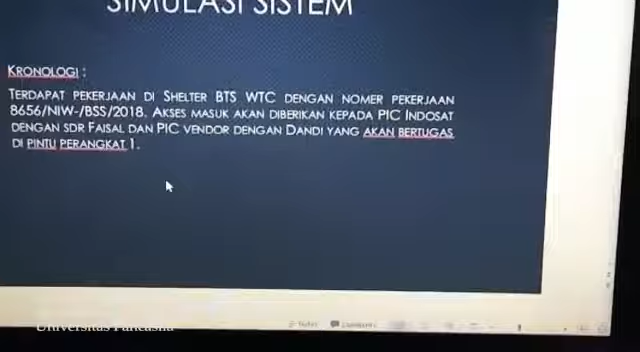 SIMULASI SISTEM
KRONOLOGI :
TERDAPAT PEKERJAAN DI SHELTER BTS WTC DENGAN NOMER PEKERJAAN
8656/NIW-/BSS/2018. AKSES MASUK AKAN DIBERIKAN KEPADA PIC INDOSAT
DENGAN SDR FAISAL DAN PIC VENDOR DENGAN DANDI YANG AKAN BERTUGAS
DI PINTU PERANGKAT 1.
Universitas Pancasila